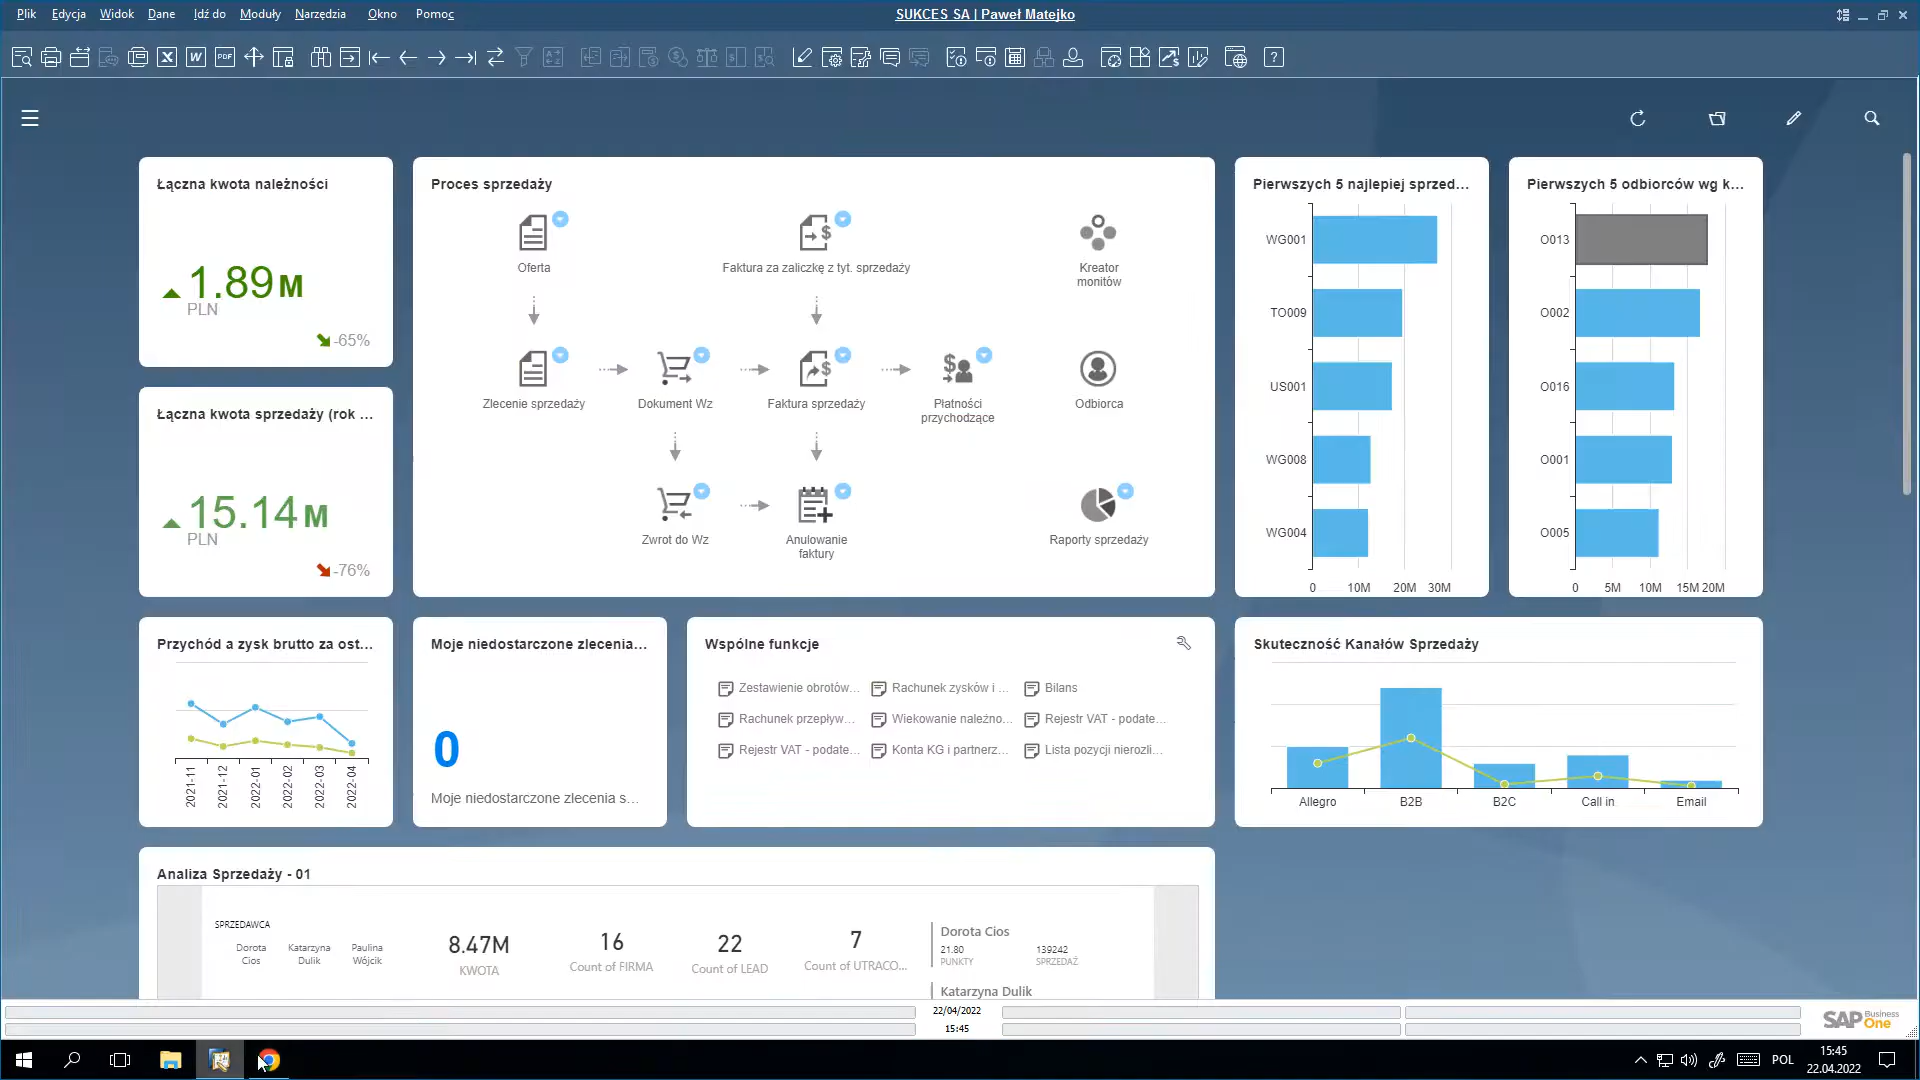 Plik Edycja Widok Dane Idź do Moduły Narzędzia Okno Pomoc
SUKCES SA | Paweł Matejko
Łączna kwota należności
1.89 M
PLN
-65%
Łączna kwota sprzedaży (rok ...
15.14 M
PLN
-76%
Proces sprzedaży
Oferta
Faktura za zaliczkę z tyt. sprzedaży
Kreator
monitów
Zlecenie sprzedaży
Dokument Wz
Faktura sprzedaży
Płatności
przychodzące
Odbiorca
Zwrot do Wz
Anulowanie
faktury
Raporty sprzedaży
Pierwszych 5 najlepiej sprzed...
WG001
TO009
US001
WG008
WG004
0 10M 20M 30M
Pierwszych 5 odbiorców wg k...
O013
O002
O016
O001
O005
0 5M 10M 15M 20M
Przychód a zysk brutto za ost...
2021-11 2021-12 2022-01 2022-02 2022-03 2022-04
Moje niedostarczone zlecenia...
0
Moje niedostarczone zlecenia s...
Wspólne funkcje
Zestawienie obrotów... Rachunek zysków i ... Bilans
Rachunek przepływ... Wiekowanie należno... Rejestr VAT - podate...
Rejestr VAT - podate... Konta KG i partnerz... Lista pozycji nierozli...
Skuteczność Kanałów Sprzedaży
Allegro B2B B2C Call in Email
Analiza Sprzedaży - 01
SPRZEDAWCA
Dorota
Cios
Katarzyna
Dulik
Paulina
Wójcik
8.47M
KWOTA
16
Count of FIRMA
22
Count of LEAD
7
Count of UTRACO...
Dorota Cios
21.80 139242
PUNKTY SPRZEDAŻ
Katarzyna Dulik
22/04/2022
15:45
SAP Business One
POL
15:45
22.04.2022